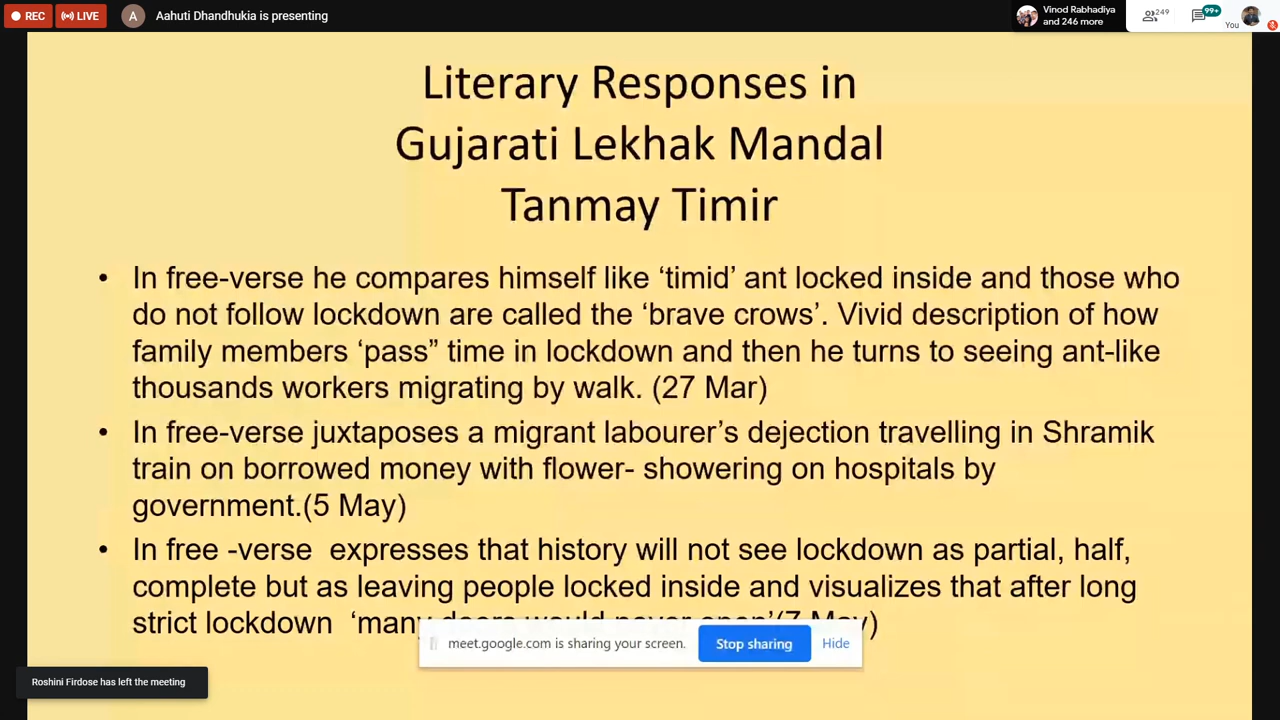 REC
LIVE
A
Aahuti Dhandhukia is presenting
Vinod Rabhadiya
and 246 more
249
99+
You
Literary Responses in
Gujarati Lekhak Mandal
Tanmay Timir
• In free-verse he compares himself like ‘timid’ ant locked inside and those who
do not follow lockdown are called the ‘brave crows’. Vivid description of how
family members ‘pass” time in lockdown and then he turns to seeing ant-like
thousands workers migrating by walk. (27 Mar)
• In free-verse juxtaposes a migrant labourer’s dejection travelling in Shramik
train on borrowed money with flower- showering on hospitals by
government.(5 May)
• In free -verse expresses that history will not see lockdown as partial, half,
complete but as leaving people locked inside and visualizes that after long
strict lockdown ‘many doors would never open’(7 May)
meet.google.com is sharing your screen.
Stop sharing
Hide
Roshini Firdose has left the meeting